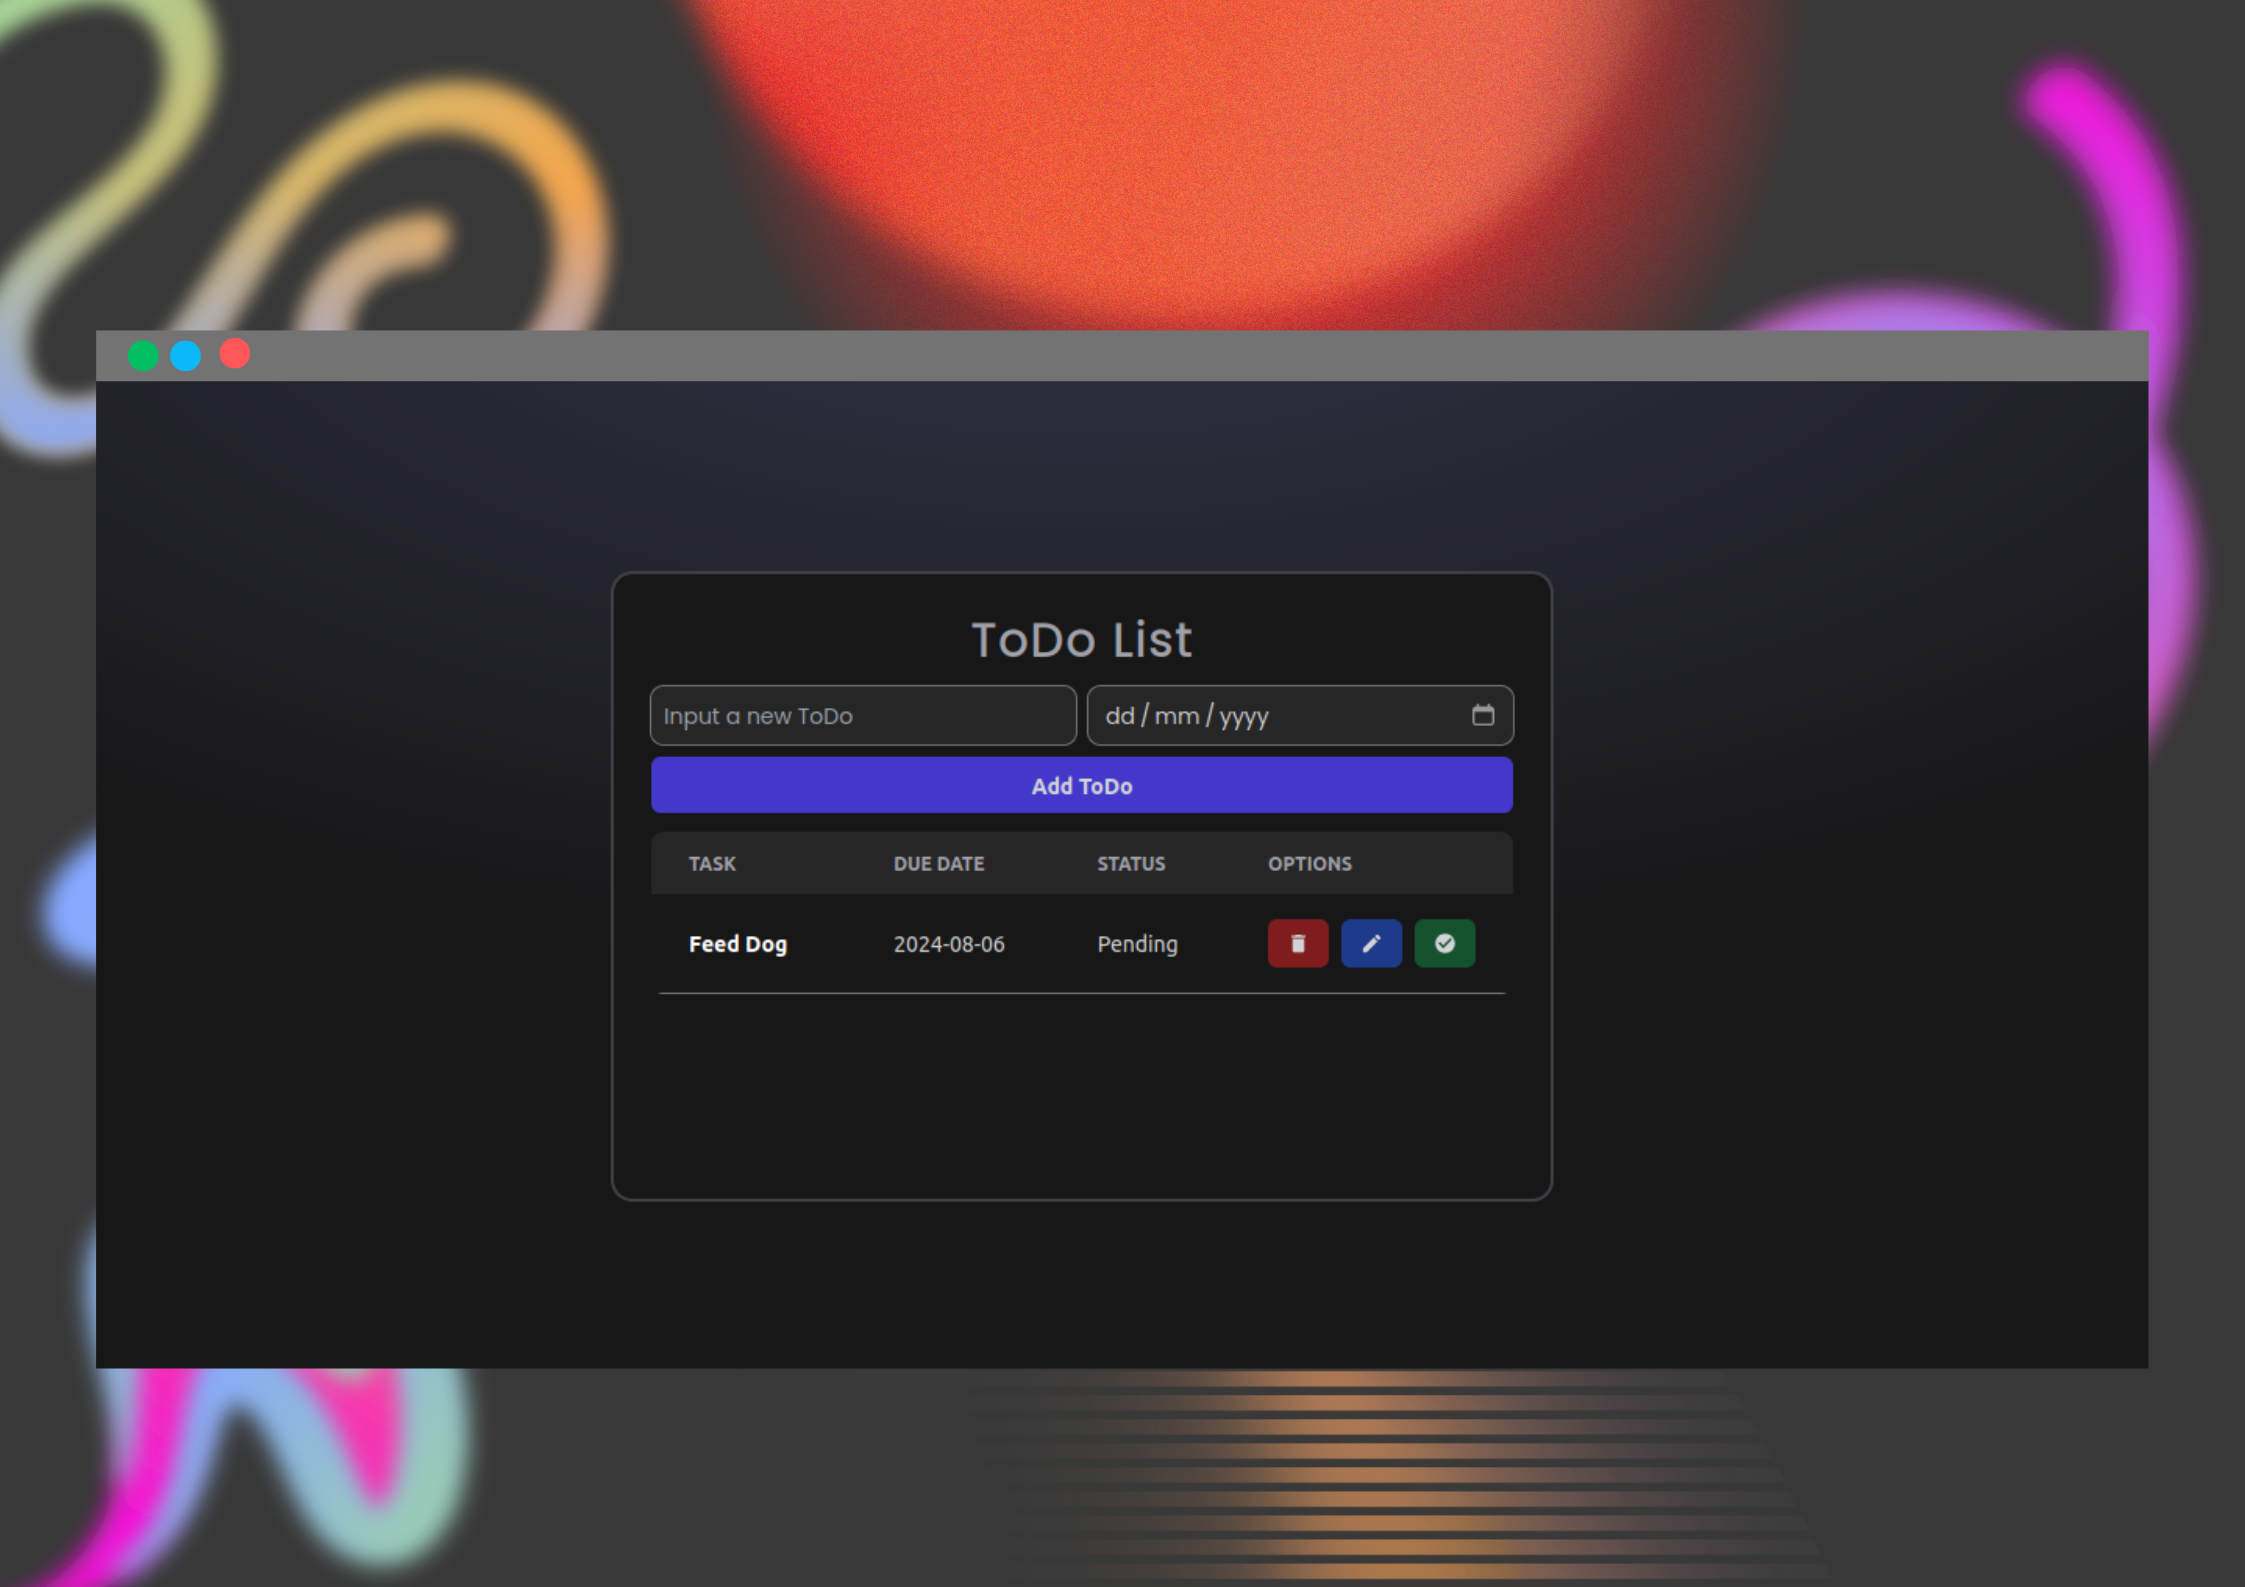 ToDo List
Input a new ToDo
dd / mm / yyyy
Add ToDo
TASK DUE DATE STATUS OPTIONS
Feed Dog 2024-08-06 Pending